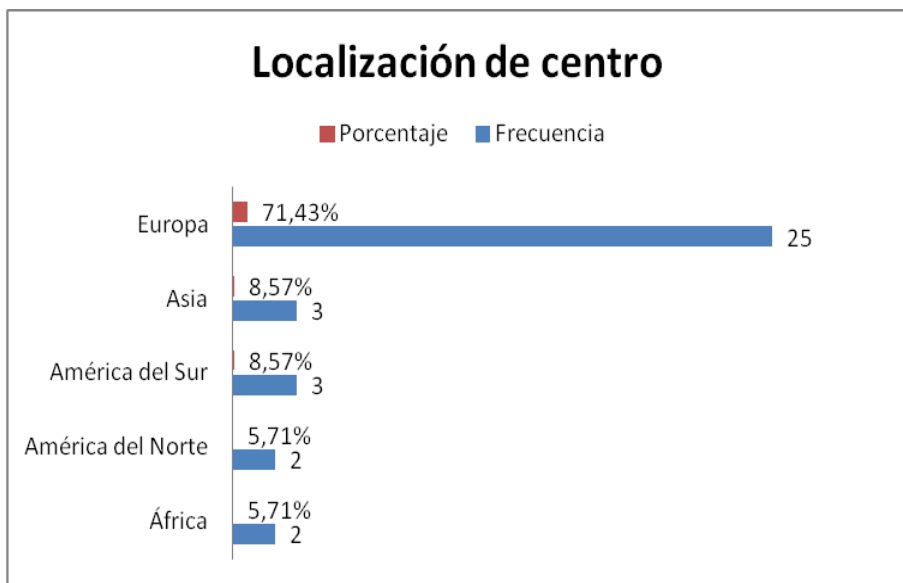 Localización de centro
Porcentaje Frecuencia
Europa 71,43%
25
Asia 8,57%
3
América del Sur 8,57%
3
América del Norte 5,71%
2
África 5,71%
2